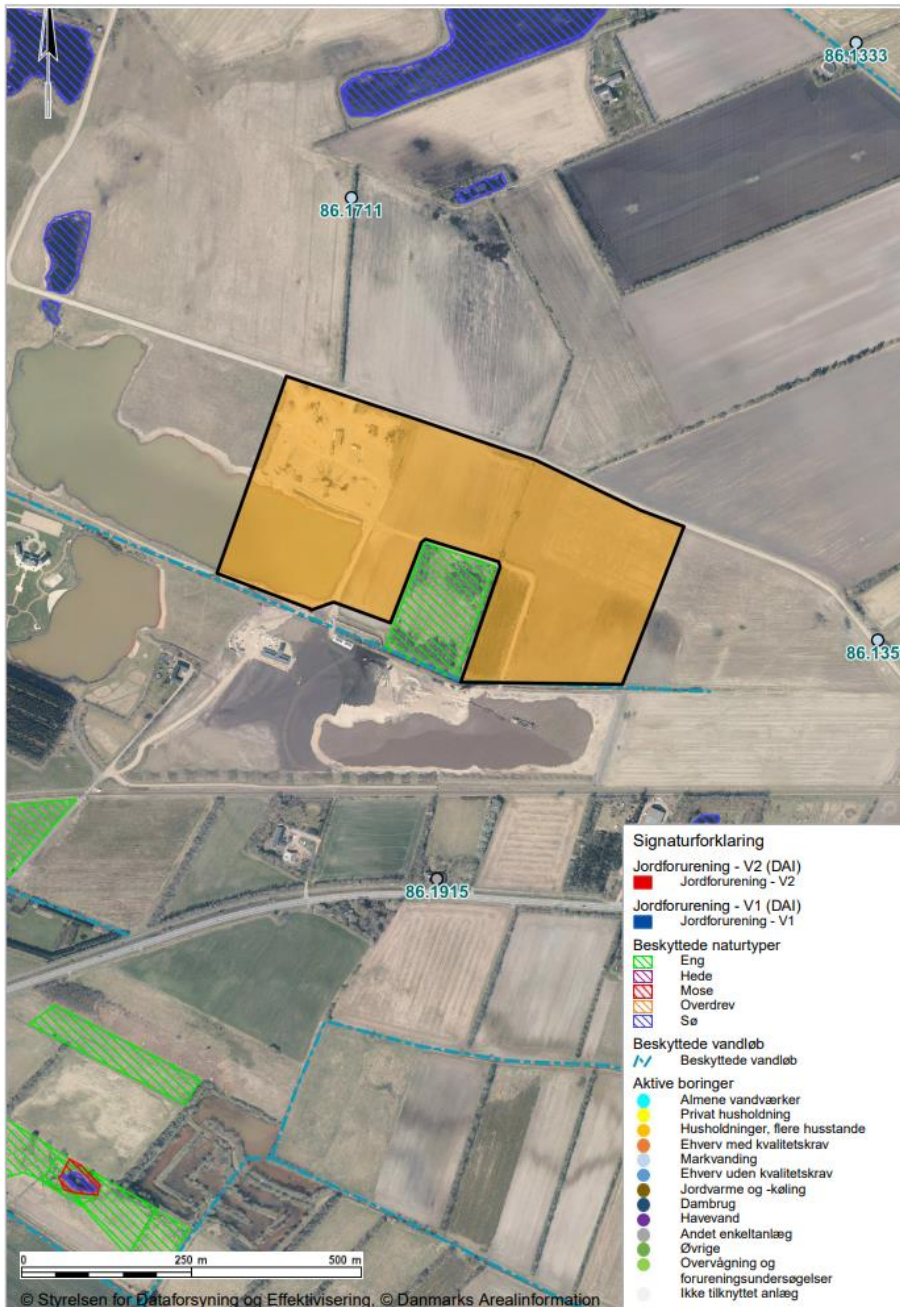 86.1333
86.1711
86.135
86.1915
Signaturforklaring
Jordforurening - V2 (DAI)
Jordforurening - V2
Jordforurening - V1 (DAI)
Jordforurening - V1
Beskyttede naturtyper
Eng
Hede
Mose
Overdrev
Sø
Beskyttede vandløb
Beskyttede vandløb
Aktive boringer
Almene vandværker
Privat husholdning
Husholdninger, flere husstande
Ehverv med kvalitetskrav
Markvanding
Ehverv uden kvalitetskrav
Jordvarme og -køling
Dambrug
Havevand
Andet enkeltanlæg
Øvrige
Overvågning og
forureningsundersøgelser
Ikke tilknyttet anlæg
0 250 m 500 m
© Styrelsen for Dataforsyning og Effektivisering, © Danmarks Arealinformation